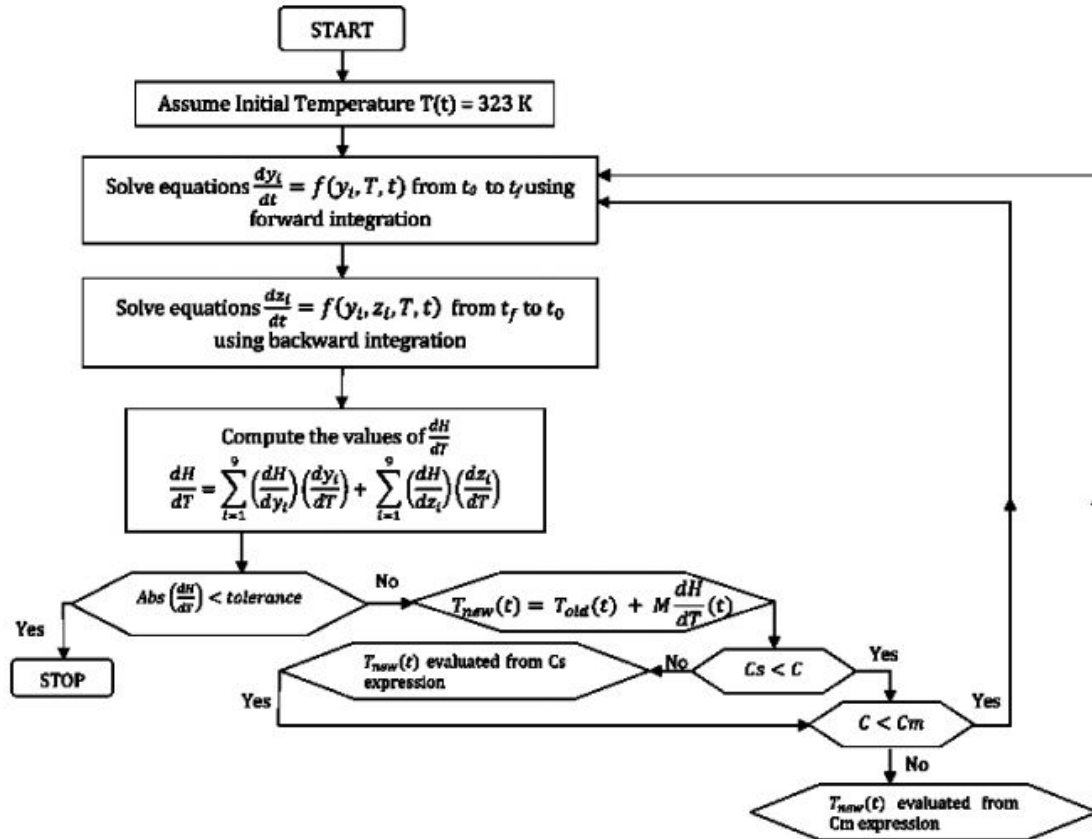 START
Assume Initial Temperature T(t) = 323 K
Solve equations dy_i/dt = f(y_i, T, t) from t_0 to t_f using
forward integration
Solve equations dz_i/dt = f(y_i, z_i, T, t) from t_f to t_0
using backward integration
Compute the values of dH/dT
dH/dT = ∑_{i=1}^{9} (dH/dy_i) (dy_i/dT) + ∑_{i=1}^{9} (dH/dz_i) (dz_i/dT)
Abs (dH/dT) < tolerance
No
T_new(t) = T_old(t) + M dH/dT (t)
Yes
STOP
T_new(t) evaluated from Cs
expression
No
Cs < C
Yes
Yes
C < Cm
Yes
No
T_new(t) evaluated from
Cm expression